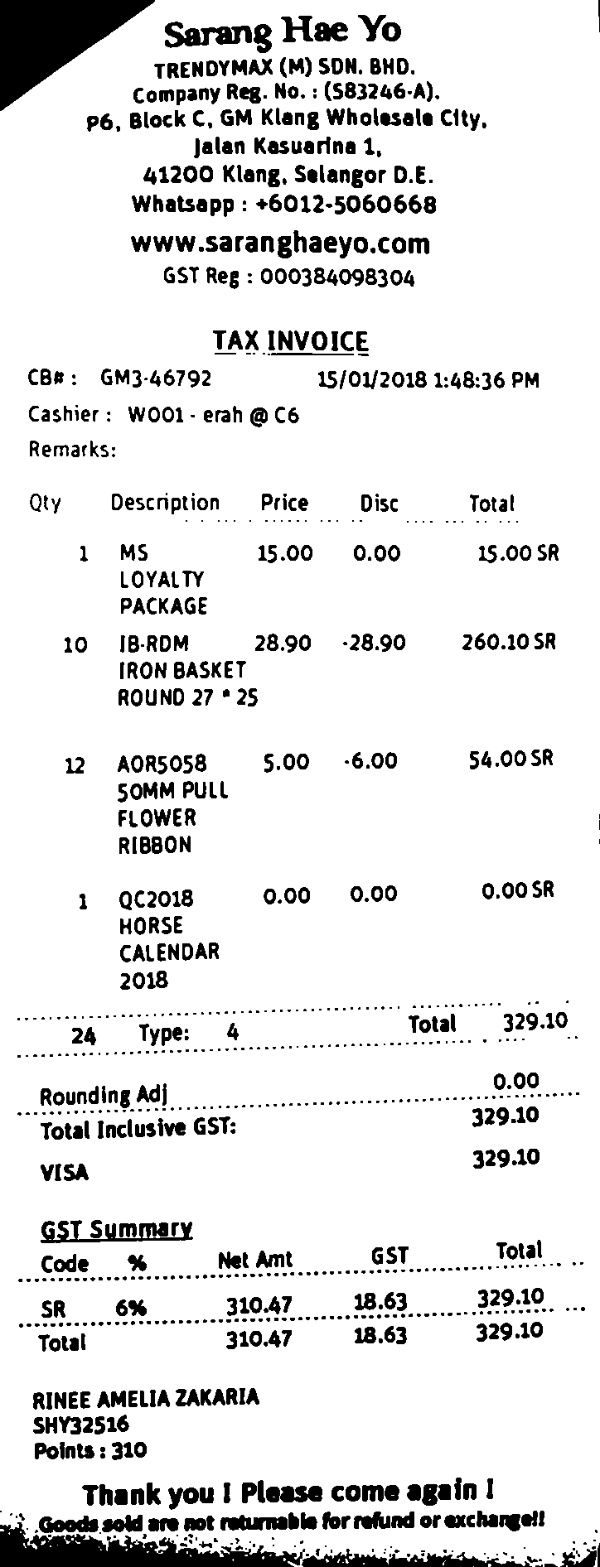 Sarang Hae Yo
TRENDYMAX (M) SDN. BHD.
Company Reg. No. : (583246-A).
P6, Block C, GM Klang Wholesale City,
Jalan Kasuarina 1,
41200 Klang, Selangor D.E.
Whatsapp : +6012-5060668
www.saranghaeyo.com
GST Reg : 000384098304
TAX INVOICE
CB# : GM3-46792 15/01/2018 1:48:36 PM
Cashier : W001 - erah @ C6
Remarks:
Qty Description Price Disc Total
1 MS 15.00 0.00 15.00 SR
LOYALTY
PACKAGE
10 IB-RDM 28.90 -28.90 260.10 SR
IRON BASKET
ROUND 27 * 25
12 AOR5058 5.00 -6.00 54.00 SR
50MM PULL
FLOWER
RIBBON
1 QC2018 0.00 0.00 0.00 SR
HORSE
CALENDAR
2018
24 Type: 4 Total 329.10
Rounding Adj 0.00
Total Inclusive GST: 329.10
VISA 329.10
GST Summary
Code % Net Amt GST Total
SR 6% 310.47 18.63 329.10
Total 310.47 18.63 329.10
RINEE AMELIA ZAKARIA
SHY32516
Points : 310
Thank you ! Please come again !
Goods sold are not returnable for refund or exchange!!